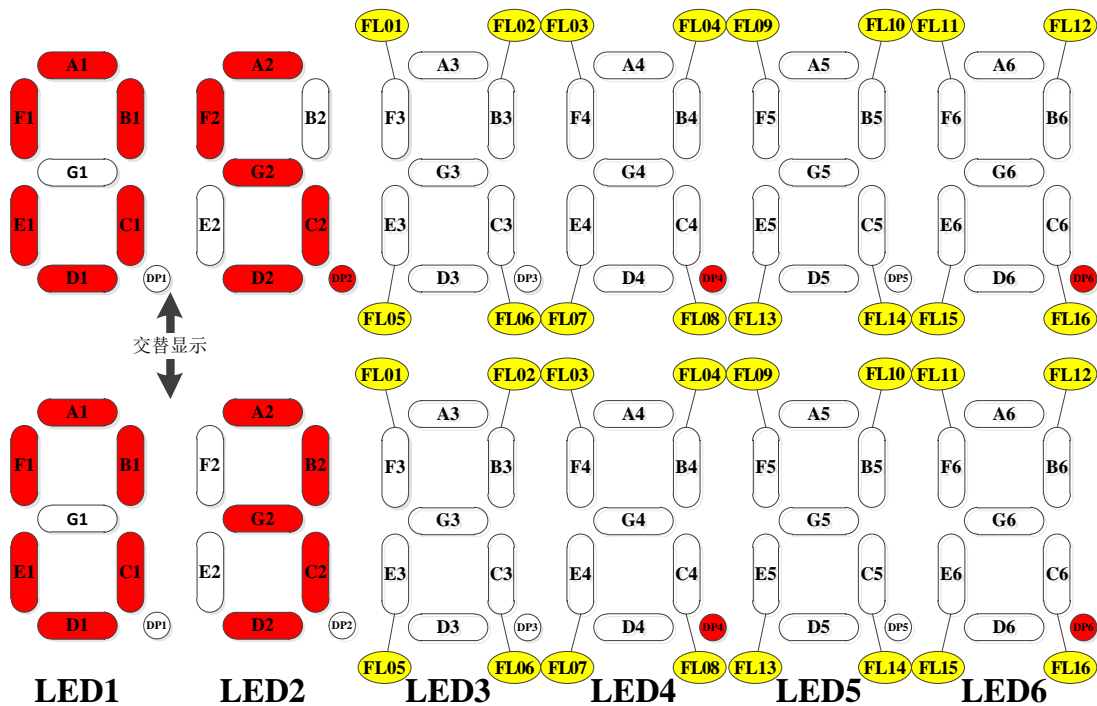 FL01 FL02 FL03 FL04 FL09 FL10 FL11 FL12
A1 A2 A3 A4 A5 A6
F1 B1 F2 B2 F3 B3 F4 B4 F5 B5 F6 B6
G1 G2 G3 G4 G5 G6
E1 C1 E2 C2 E3 C3 E4 C4 E5 C5 E6 C6
D1 DP1 D2 DP2 D3 DP3 D4 DP4 D5 DP5 D6 DP6
FL05 FL06 FL07 FL08 FL13 FL14 FL15 FL16
交替显示
FL01 FL02 FL03 FL04 FL09 FL10 FL11 FL12
A1 A2 A3 A4 A5 A6
F1 B1 F2 B2 F3 B3 F4 B4 F5 B5 F6 B6
G1 G2 G3 G4 G5 G6
E1 C1 E2 C2 E3 C3 E4 C4 E5 C5 E6 C6
D1 DP1 D2 DP2 D3 DP3 D4 DP4 D5 DP5 D6 DP6
FL05 FL06 FL07 FL08 FL13 FL14 FL15 FL16
LED1 LED2 LED3 LED4 LED5 LED6